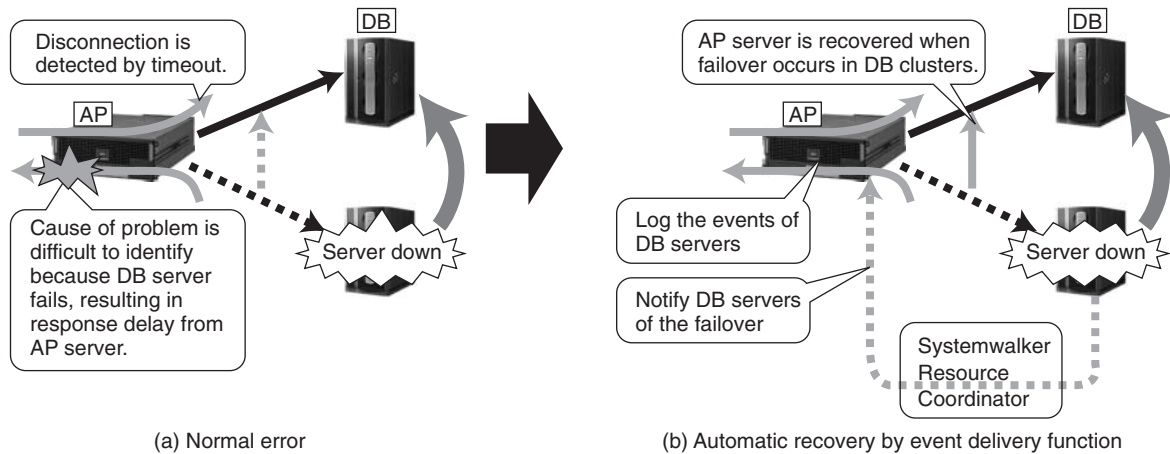 DB
Disconnection is
detected by timeout.
AP
Server down
Cause of problem is
difficult to identify
because DB server
fails, resulting in
response delay from
AP server.
(a) Normal error
DB
AP server is recovered when
failover occurs in DB clusters.
AP
Log the events of
DB servers
Server down
Notify DB servers
of the failover
Systemwalker
Resource
Coordinator
(b) Automatic recovery by event delivery function